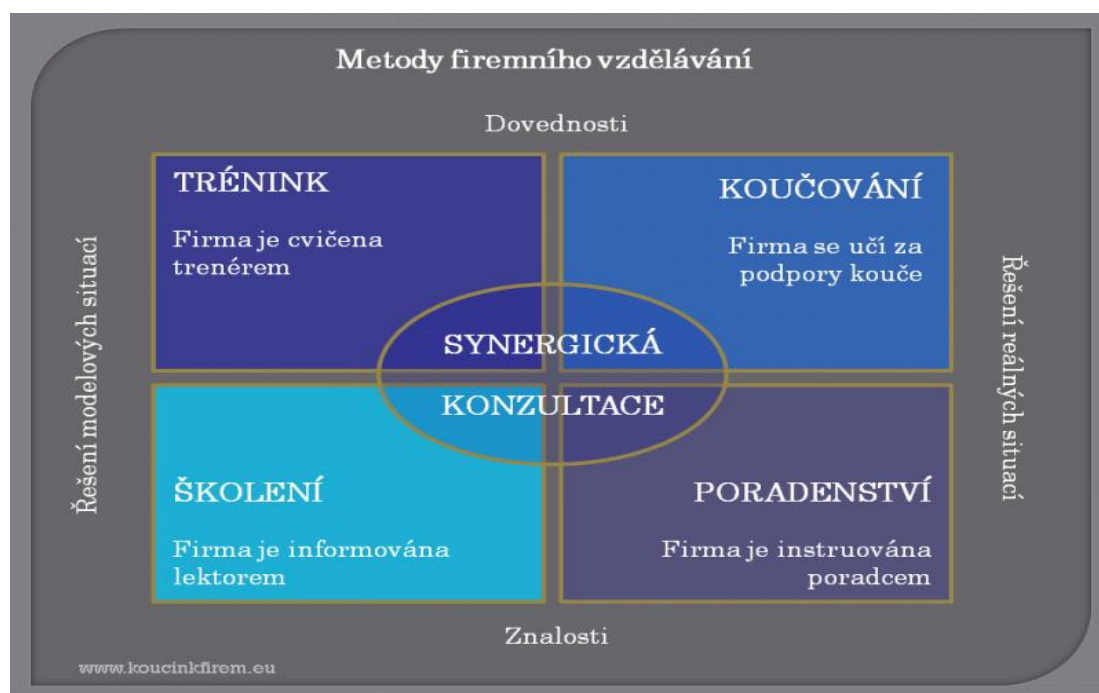 Metody firemního vzdělávání
Dovednosti
TRÉNINK
Firma je cvičena
trenérem
KOUČOVÁNÍ
Firma se učí za
podpory kouče
Řešení modelových situací
Řešení reálných situací
SYNERGICKÁ
KONZULTACE
ŠKOLENÍ
Firma je informována
lektorem
PORADENSTVÍ
Firma je instruována
poradcem
Znalosti
www.koucinkfirem.eu